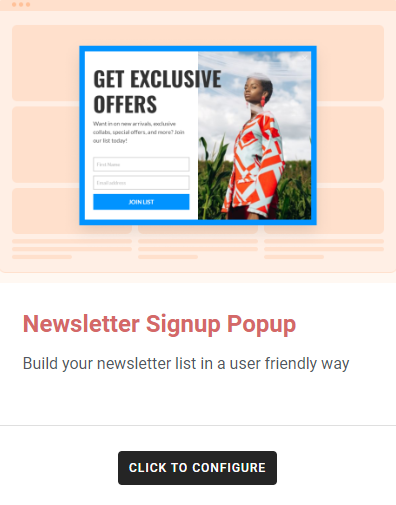 GET EXCLUSIVE
OFFERS
Want in on new arrivals, exclusive
collabs, special offers, and more? Join
our list today!
First Name
Email address
JOIN LIST
Newsletter Signup Popup
Build your newsletter list in a user friendly way
CLICK TO CONFIGURE